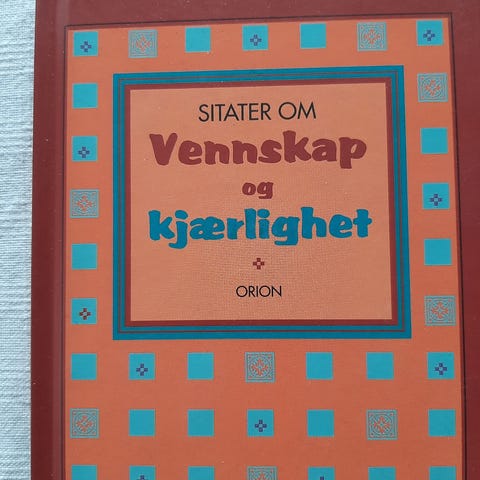 SITATER OM
Vennskap
og
kjærlighet
ORION